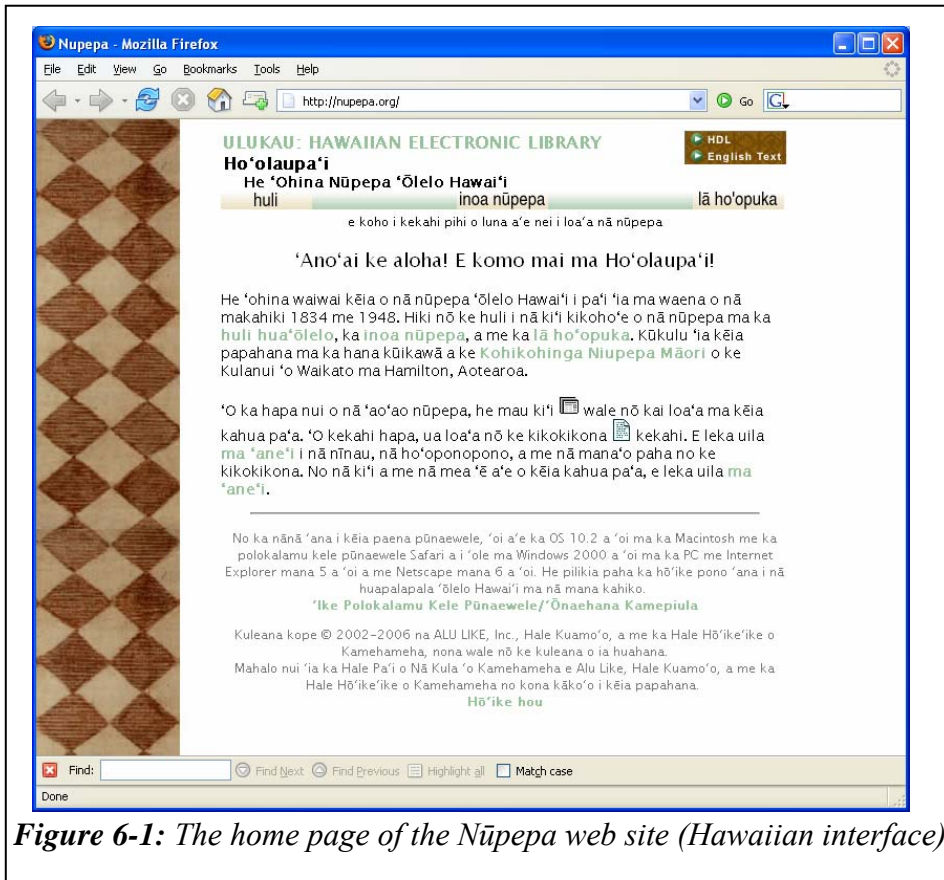 Nupepa - Mozilla Firefox
File Edit View Go Bookmarks Tools Help
http://nupepa.org/ Go G
ULUKAU: HAWAIIAN ELECTRONIC LIBRARY
HDL
English Text
Hoʻolaupaʻi
He ʻOhina Nūpepa ʻŌlelo Hawaiʻi
huli inoa nūpepa lā ho'opuka
e koho i kekahi pihi o luna aʻe nei i loaʻa nā nūpepa
ʻAnoʻai ke aloha! E komo mai ma Hoʻolaupaʻi!
He ʻohina waiwai kēia o nā nūpepa ʻōlelo Hawaiʻi i paʻi ʻia ma waena o nā
makahiki 1834 me 1948. Hiki nō ke huli i nā kiʻi kikohoʻe o nā nūpepa ma ka
huli huaʻōlelo, ka inoa nūpepa, a me ka lā hoʻopuka. Kūkulu ʻia kēia
papahana ma ka hana kūikawā a ke Kohikohinga Niupepa Māori o ke
Kulanui ʻo Waikato ma Hamilton, Aotearoa.
ʻO ka hapa nui o nā ʻaoʻao nūpepa, he mau kiʻi wale nō kai loaʻa ma kēia
kahua paʻa. ʻO kekahi hapa, ua loaʻa nō ke kikokikona kekahi. E leka uila
ma ʻaneʻi i nā nīnau, nā hoʻoponopono, a me nā manaʻo paha no ke
kikokikona. No nā kiʻi a me nā mea ʻē aʻe o kēia kahua paʻa, e leka uila ma
ʻaneʻi.
No ka nānā ʻana i kēia paena pūnaewele, ʻoi aʻe ka OS 10.2 a ʻoi ma ka Macintosh me ka
polokalamu kele pūnaewele Safari a i ʻole ma Windows 2000 a ʻoi ma ka PC me Internet
Explorer mana 5 a ʻoi a me Netscape mana 6 a ʻoi. He pilikia paha ka hōʻike pono ʻana i nā
huapalapala ʻōlelo Hawaiʻi ma nā mana kahiko.
ʻIke Polokalamu Kele Pūnaewele/ʻŌnaehana Kamepiula
Kuleana kope © 2002-2006 na ALU LIKE, Inc., Hale Kuamoʻo, a me ka Hale Hōʻikeʻike o
Kamehameha, nona wale nō ke kuleana o ia huahana.
Mahalo nui ʻia ka Hale Paʻi o Nā Kula ʻo Kamehameha e Alu Like, Hale Kuamoʻo, a me ka
Hale Hōʻikeʻike o Kamehameha no kona kākoʻo i kēia papahana.
Hōʻike hou
Find: Find Next Find Previous Highlight all Match case
Done
Figure 6-1: The home page of the Nūpepa web site (Hawaiian interface)